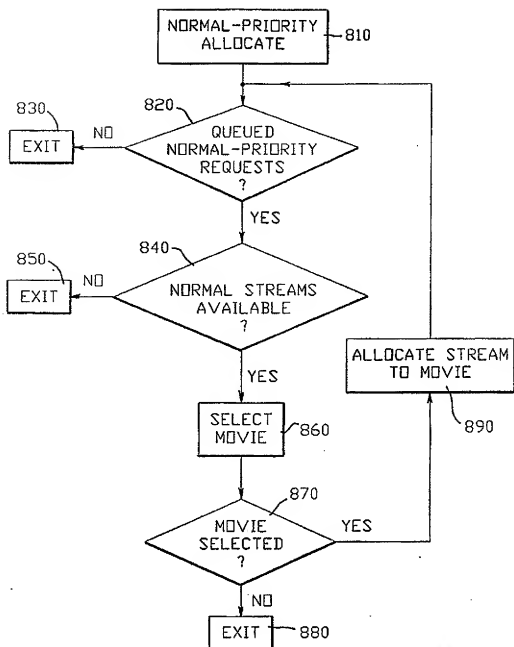 NORMAL-PRIORITY
ALLOCATE
810
820
830
EXIT
NO
QUEUED
NORMAL-PRIORITY
REQUESTS
?
YES
840
850
EXIT
NO
NORMAL STREAMS
AVAILABLE
?
YES
ALLOCATE STREAM
TO MOVIE
890
SELECT
MOVIE
860
870
MOVIE
SELECTED
?
YES
NO
EXIT
880